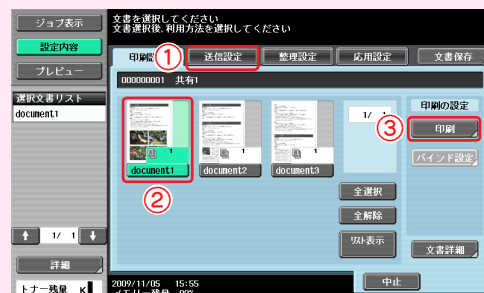 ジョブ表示
設定内容
プレビュー
選択文書リスト
document1
1/ 1
詳細
トナー残量 K
文書を選択してください
文書選択後、利用方法を選択してください
①
送信設定
整理設定
応用設定
文書保存
000000001 共有1
1
document1
1
document2
1
document3
②
1/
全選択
全解除
リスト表示
印刷の設定
③
印刷
バインド設定
文書詳細
2009/11/05 15:55
中止